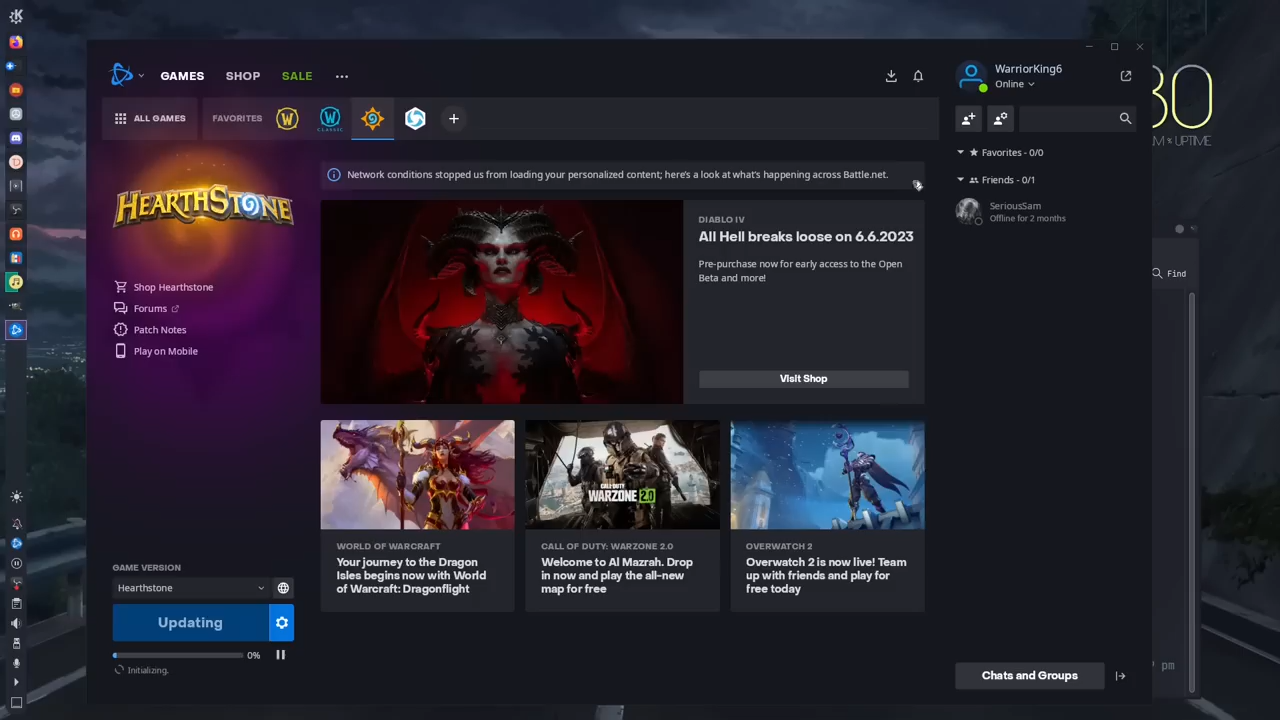 GAMES
SHOP
SALE
WarriorKing6
Online
ALL GAMES
FAVORITES
CLASSIC
HEARTHSTONE
Network conditions stopped us from loading your personalized content; here's a look at what's happening across Battle.net.
Favorites - 0/0
Friends - 0/1
SeriousSam
Offline for 2 months
DIABLO IV
All Hell breaks loose on 6.6.2023
Pre-purchase now for early access to the Open
Beta and more!
Visit Shop
Shop Hearthstone
Forums
Patch Notes
Play on Mobile
CALL OF DUTY
WARZONE 2.0
WORLD OF WARCRAFT
Your journey to the Dragon
Isles begins now with World
of Warcraft: Dragonflight
CALL OF DUTY: WARZONE 2.0
Welcome to Al Mazrah. Drop
in now and play the all-new
map for free
OVERWATCH 2
Overwatch 2 is now live! Team
up with friends and play for
free today
GAME VERSION
Hearthstone
Updating
0%
Initializing.
Chats and Groups
30
UPTIME
Find
pm